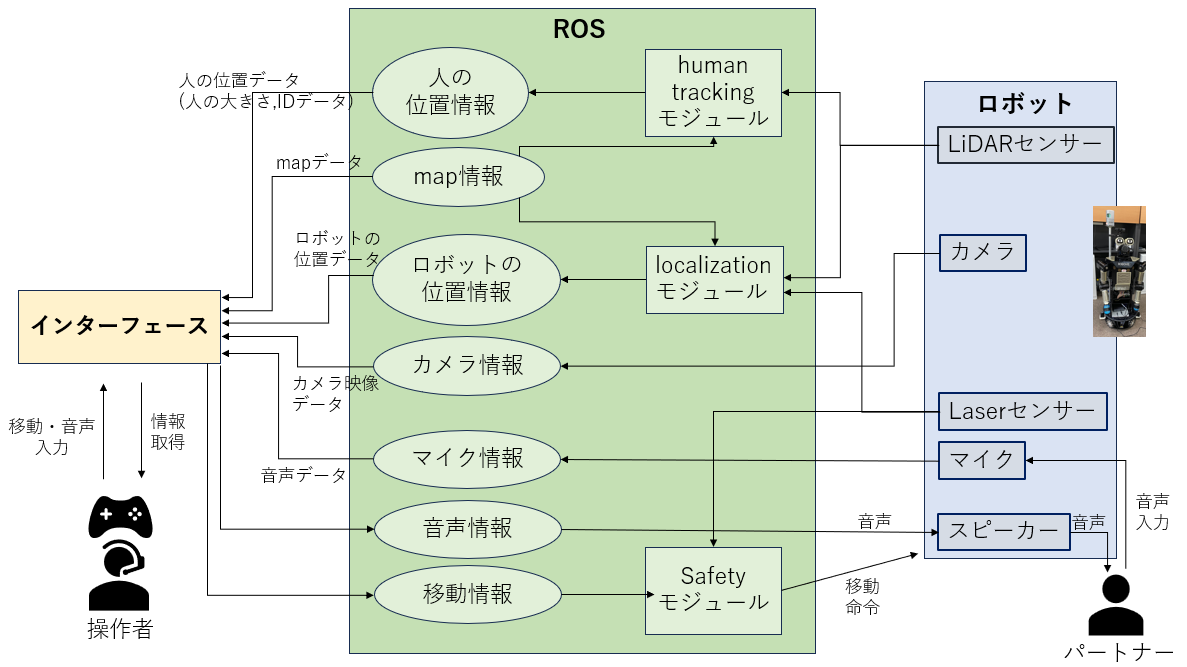 ROS
人の位置データ
(人の大きさ,IDデータ)
人の
位置情報
human
tracking
モジュール
ロボット
LiDARセンサー
mapデータ
map情報
ロボットの
位置データ
ロボットの
位置情報
localization
モジュール
カメラ
インターフェース
カメラ情報
カメラ映像
データ
Laserセンサー
移動・音声
入力
情報
取得
マイク情報
マイク
音声データ
音声
入力
音声情報
音声
スピーカー
音声
移動情報
Safety
モジュール
移動
命令
操作者
パートナー